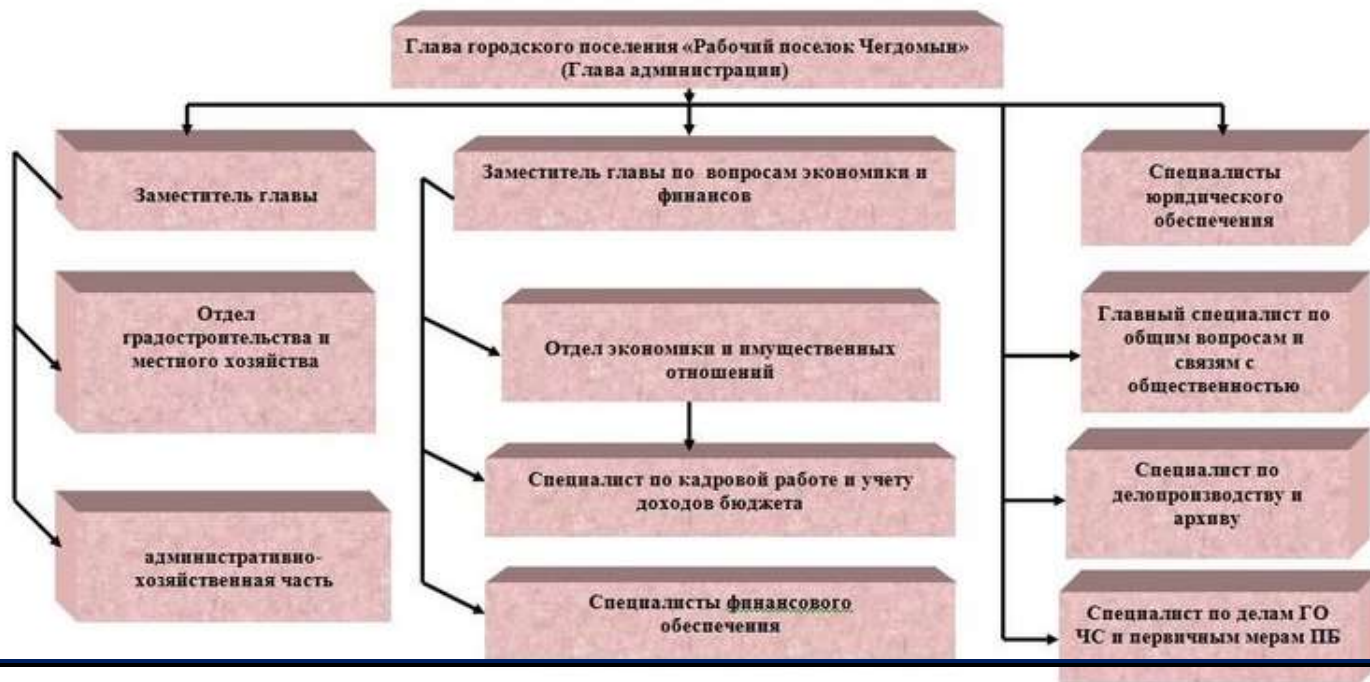 Глава городского поселения «Рабочий поселок Чегдомын»
(Глава администрации)
Заместитель главы
Заместитель главы по вопросам экономики и
финансов
Специалисты
юридического
обеспечения
Отдел
градостроительства и
местного хозяйства
Отдел экономики и имущественных
отношений
Главный специалист по
общим вопросам и
связям с
общественностью
Специалист по кадровой работе и учету
доходов бюджета
Специалист по
делопроизводству и
архиву
административно-
хозяйственная часть
Специалисты финансового
обеспечения
Специалист по делам ГО
ЧС и первичным мерам ПБ